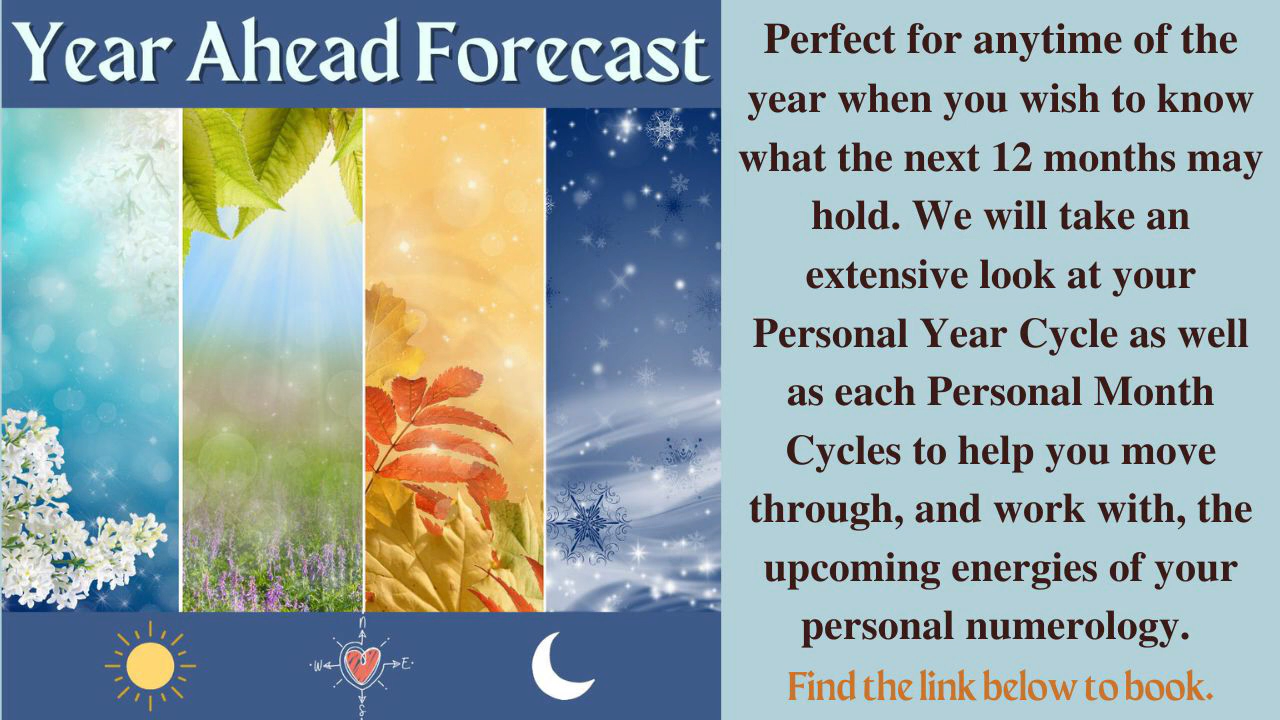 Year Ahead Forecast
Perfect for anytime of the
year when you wish to know
what the next 12 months may
hold. We will take an
extensive look at your
Personal Year Cycle as well
as each Personal Month
Cycles to help you move
through, and work with, the
upcoming energies of your
personal numerology.
Find the link below to book.
n
W E
S